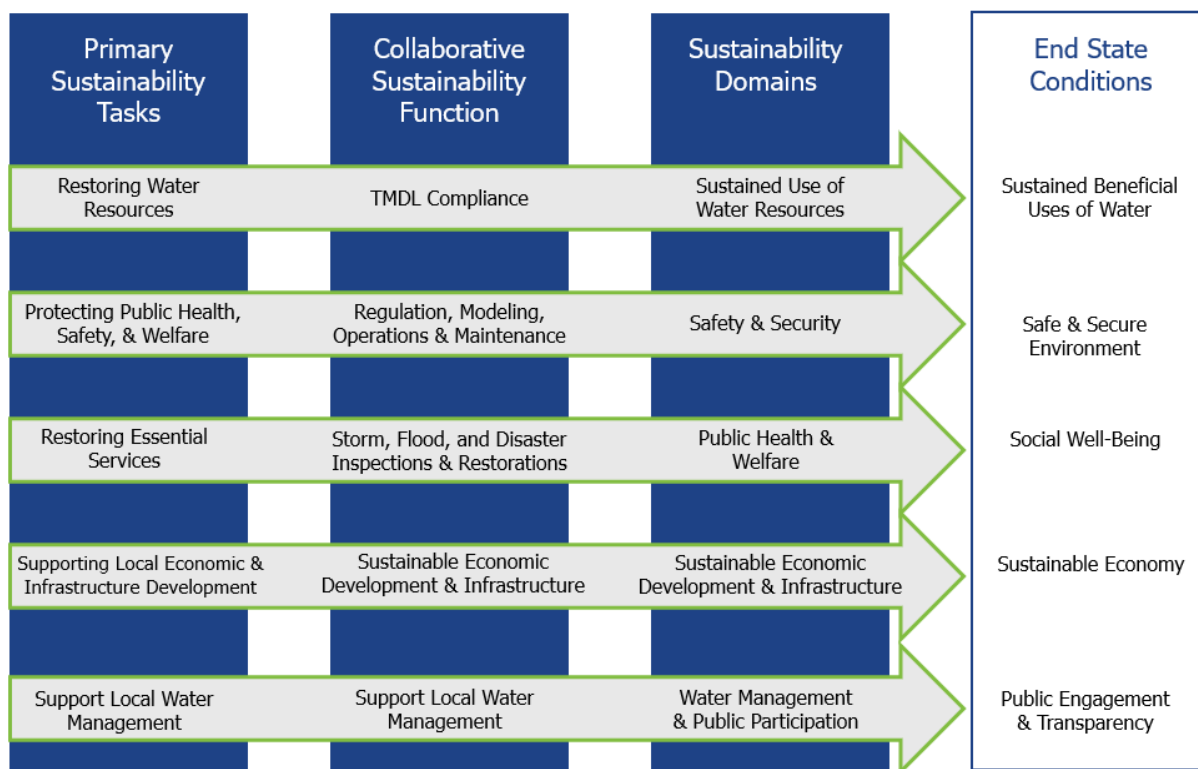 Primary
Sustainability
Tasks
Collaborative
Sustainability
Function
Sustainability
Domains
End State
Conditions
Restoring Water
Resources
TMDL Compliance
Sustained Use of
Water Resources
Sustained Beneficial
Uses of Water
Protecting Public Health,
Safety, & Welfare
Regulation, Modeling,
Operations & Maintenance
Safety & Security
Safe & Secure
Environment
Restoring Essential
Services
Storm, Flood, and Disaster
Inspections & Restorations
Public Health &
Welfare
Social Well-Being
Supporting Local Economic &
Infrastructure Development
Sustainable Economic
Development & Infrastructure
Sustainable Economic
Development & Infrastructure
Sustainable Economy
Support Local Water
Management
Support Local Water
Management
Water Management
& Public Participation
Public Engagement
& Transparency